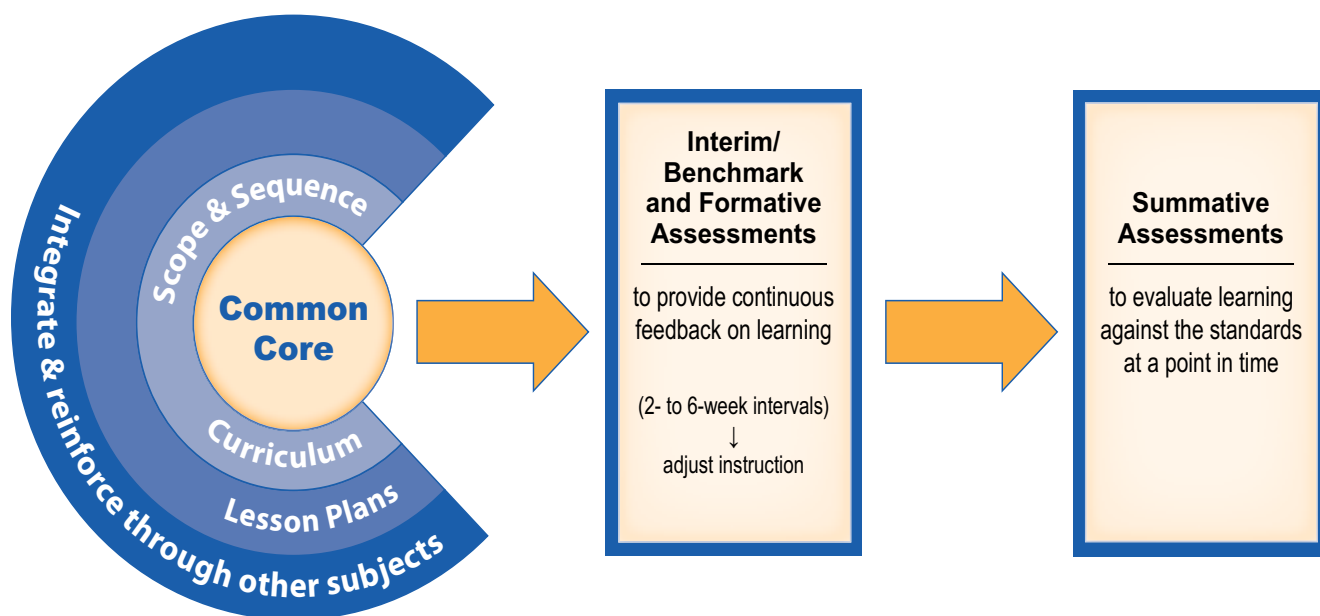 Integrate & reinforce through other subjects
Scope & Sequence
Common
Core
Curriculum
Lesson Plans
Interim/
Benchmark
and Formative
Assessments
to provide continuous
feedback on learning
(2- to 6-week intervals)
↓
adjust instruction
Summative
Assessments
to evaluate learning
against the standards
at a point in time